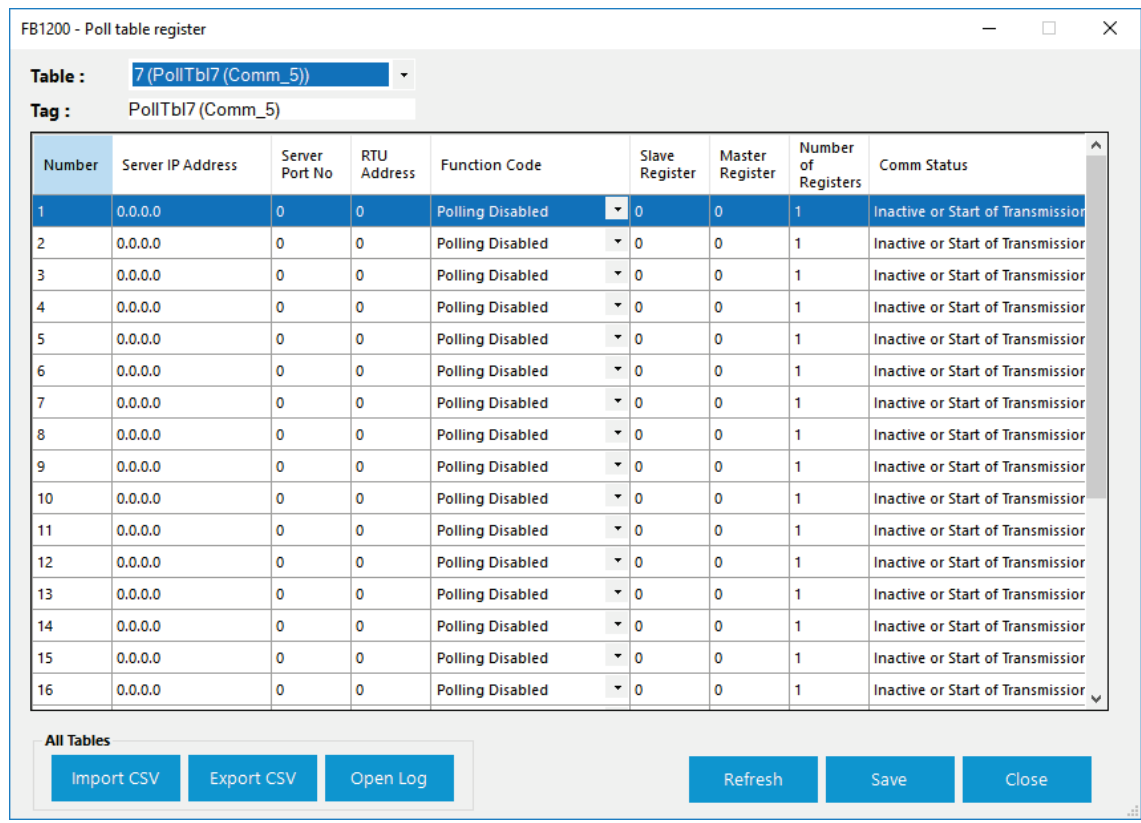 FB1200 - Poll table register
Table : 7 (PollTbl7 (Comm_5))
Tag : PollTbl7 (Comm_5)
Number Server IP Address Server Port No RTU Address Function Code Slave Register Master Register Number of Registers Comm Status
1 0.0.0.0 0 0 Polling Disabled 0 0 1 Inactive or Start of Transmission
2 0.0.0.0 0 0 Polling Disabled 0 0 1 Inactive or Start of Transmission
3 0.0.0.0 0 0 Polling Disabled 0 0 1 Inactive or Start of Transmission
4 0.0.0.0 0 0 Polling Disabled 0 0 1 Inactive or Start of Transmission
5 0.0.0.0 0 0 Polling Disabled 0 0 1 Inactive or Start of Transmission
6 0.0.0.0 0 0 Polling Disabled 0 0 1 Inactive or Start of Transmission
7 0.0.0.0 0 0 Polling Disabled 0 0 1 Inactive or Start of Transmission
8 0.0.0.0 0 0 Polling Disabled 0 0 1 Inactive or Start of Transmission
9 0.0.0.0 0 0 Polling Disabled 0 0 1 Inactive or Start of Transmission
10 0.0.0.0 0 0 Polling Disabled 0 0 1 Inactive or Start of Transmission
11 0.0.0.0 0 0 Polling Disabled 0 0 1 Inactive or Start of Transmission
12 0.0.0.0 0 0 Polling Disabled 0 0 1 Inactive or Start of Transmission
13 0.0.0.0 0 0 Polling Disabled 0 0 1 Inactive or Start of Transmission
14 0.0.0.0 0 0 Polling Disabled 0 0 1 Inactive or Start of Transmission
15 0.0.0.0 0 0 Polling Disabled 0 0 1 Inactive or Start of Transmission
16 0.0.0.0 0 0 Polling Disabled 0 0 1 Inactive or Start of Transmission
All Tables
Import CSV Export CSV Open Log Refresh Save Close